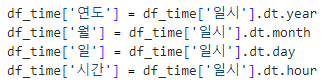 df_time['연도'] = df_time['일시'].dt.year
df_time['월'] = df_time['일시'].dt.month
df_time['일'] = df_time['일시'].dt.day
df_time['시간'] = df_time['일시'].dt.hour